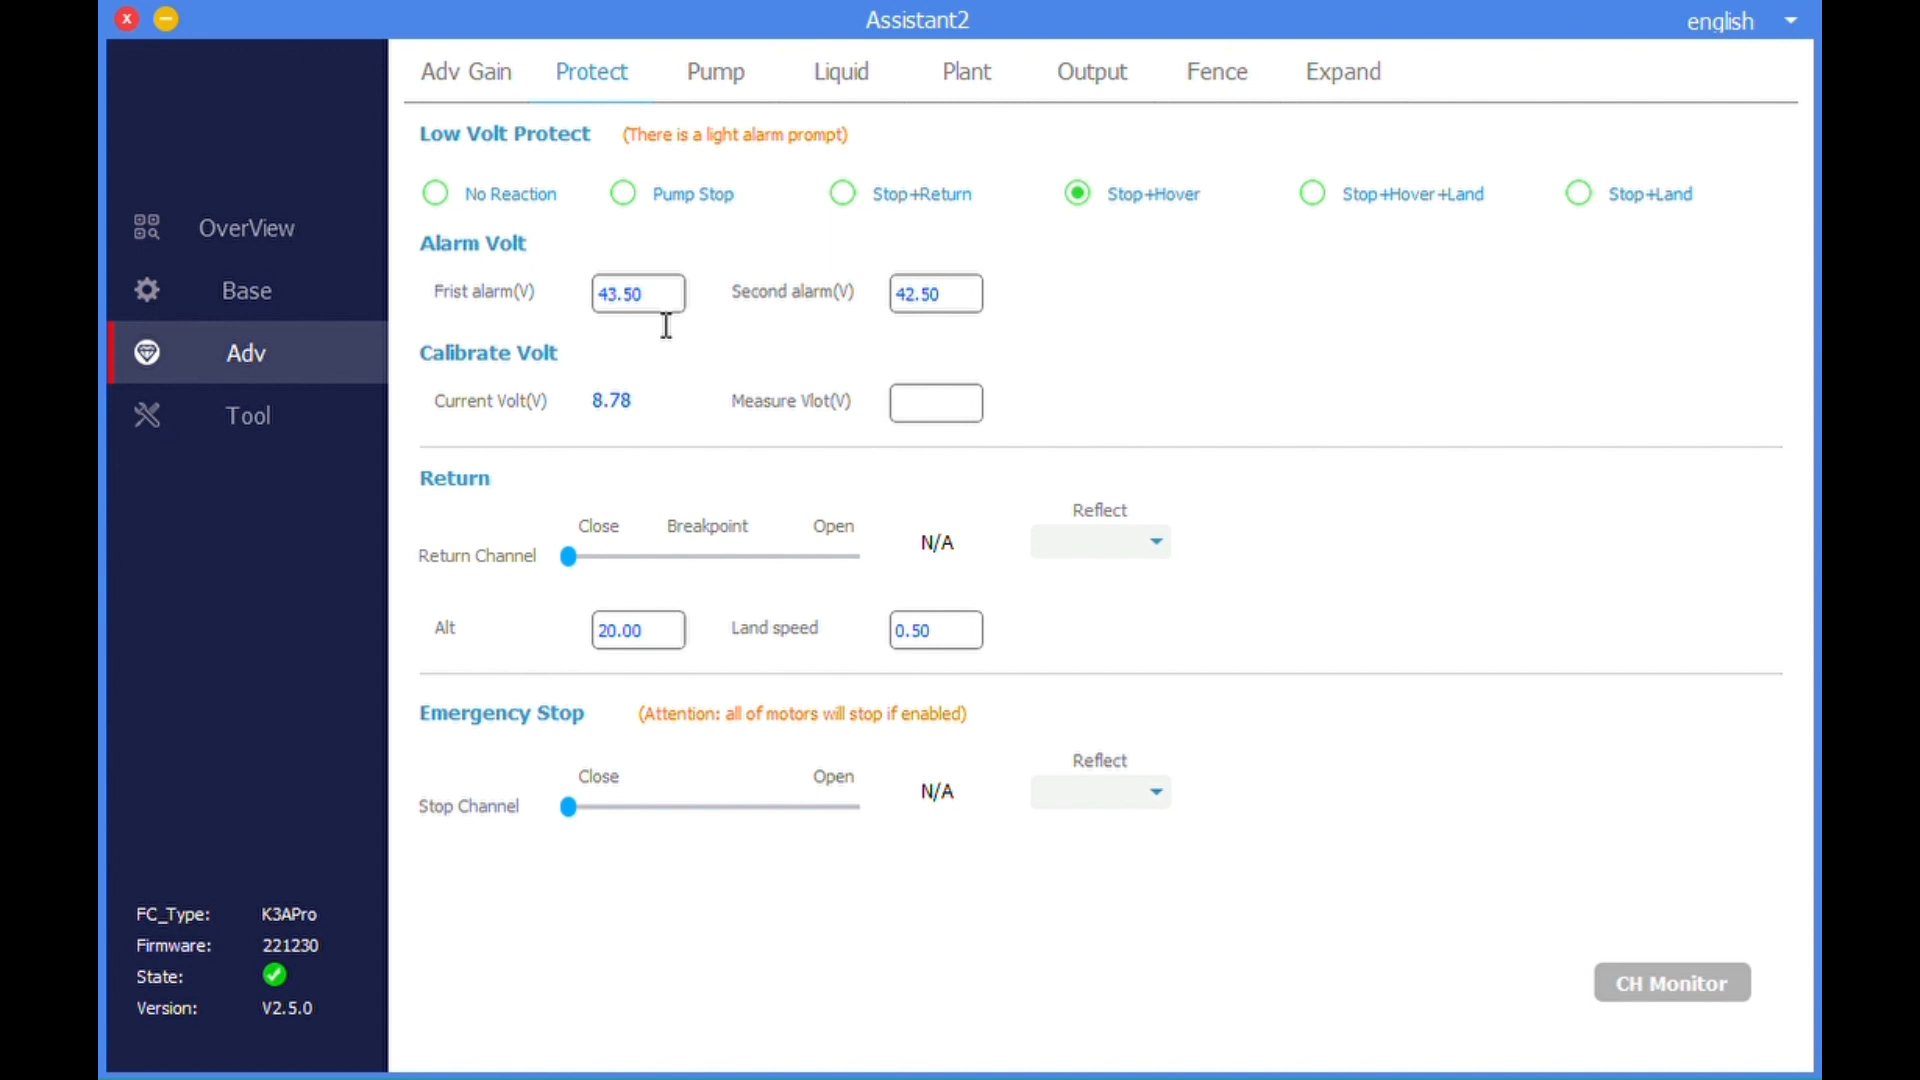 x
Assistant2
english
OverView
Base
Adv
Tool
FC_Type: K3APro
Firmware: 221230
State:
Version: V2.5.0
Adv Gain Protect Pump Liquid Plant Output Fence Expand
Low Volt Protect (There is a light alarm prompt)
No Reaction Pump Stop Stop+Return Stop+Hover Stop+Hover+Land Stop+Land
Alarm Volt
Frist alarm(V) 43.50 Second alarm(V) 42.50
Calibrate Volt
Current Volt(V) 8.78 Measure Vlot(V)
Return
Reflect
Close Breakpoint Open
Return Channel N/A
Alt 20.00 Land speed 0.50
Emergency Stop (Attention: all of motors will stop if enabled)
Reflect
Close Open
Stop Channel N/A
CH Monitor